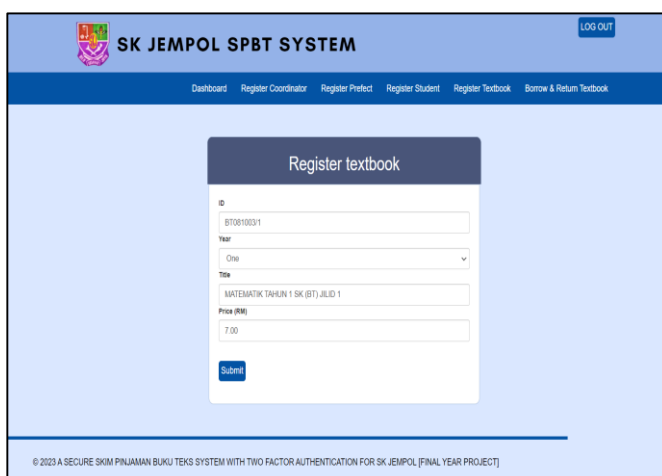 LOG OUT
SK JEMPOL SPBT SYSTEM
Dashboard Register Coordinator Register Prefect Register Student Register Textbook Borrow & Return Textbook
Register textbook
ID
BT081003/1
Year
One
Title
MATEMATIK TAHUN 1 SK (BT) JILID 1
Price (RM)
7.00
Submit
© 2023 A SECURE SKIM PINJAMAN BUKU TEKS SYSTEM WITH TWO FACTOR AUTHENTICATION FOR SK JEMPOL [FINAL YEAR PROJECT]